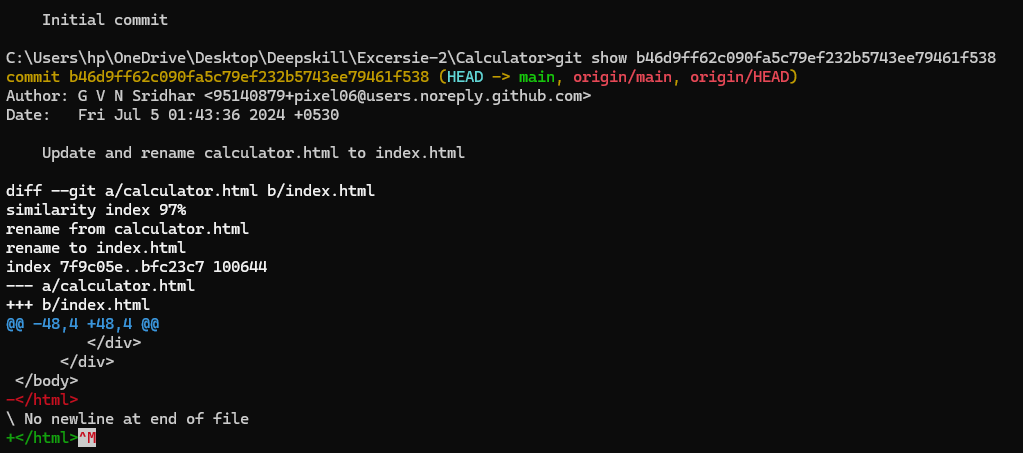 Initial commit
C:\Users\hp\OneDrive\Desktop\Deepskill\Excersie-2\Calculator>git show b46d9ff62c090fa5c79ef232b5743ee79461f538
commit b46d9ff62c090fa5c79ef232b5743ee79461f538 (HEAD -> main, origin/main, origin/HEAD)
Author: G V N Sridhar <95140879+pixel06@users.noreply.github.com>
Date:   Fri Jul 5 01:43:36 2024 +0530
Update and rename calculator.html to index.html
diff --git a/calculator.html b/index.html
similarity index 97%
rename from calculator.html
rename to index.html
index 7f9c05e..bfc23c7 100644
--- a/calculator.html
+++ b/index.html
@@ -48,4 +48,4 @@
</div>
</div>
</body>
-</html>
\ No newline at end of file
+</html>^M